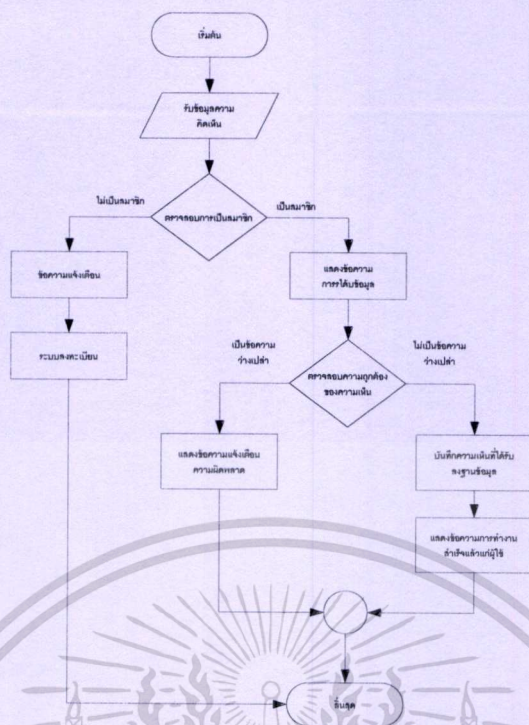 เริ่มต้น
รับข้อมูลความ
คิดเห็น
ตรวจสอบการเป็นสมาชิก
ไม่เป็นสมาชิก
เป็นสมาชิก
ข้อความแจ้งเตือน
แสดงข้อความ
การได้รับข้อมูล
ระบบลงทะเบียน
เป็นข้อความ
ว่างเปล่า
ไม่เป็นข้อความ
ว่างเปล่า
ตรวจสอบความถูกต้อง
ของความเห็น
แสดงข้อความแจ้งเตือน
ความผิดพลาด
บันทึกความเห็นที่ได้รับ
ลงฐานข้อมูล
แสดงข้อความการทำงาน
สำเร็จแล้วแก่ผู้ใช้
สิ้นสุด